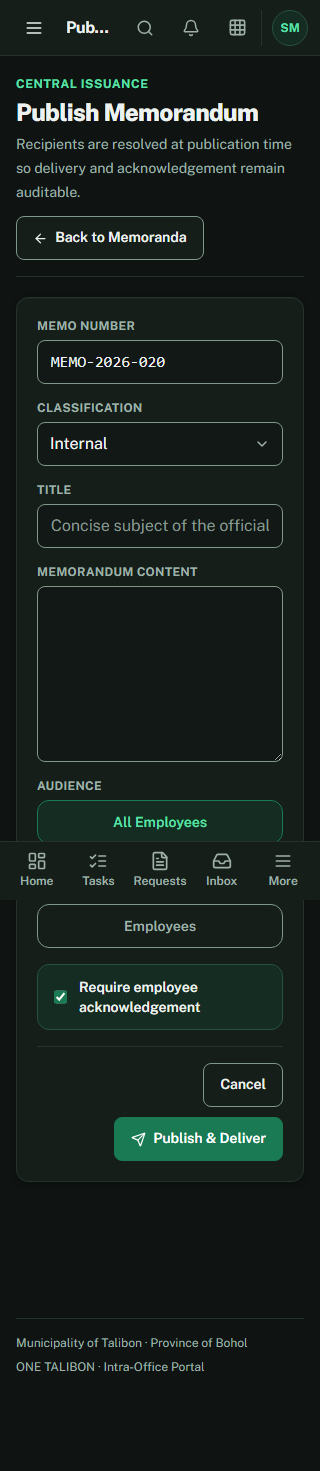 Pub...
SM
CENTRAL ISSUANCE
Publish Memorandum
Recipients are resolved at publication time
so delivery and acknowledgement remain
auditable.
Back to Memoranda
MEMO NUMBER
MEMO-2026-020
CLASSIFICATION
Internal
TITLE
Concise subject of the official
MEMORANDUM CONTENT
AUDIENCE
All Employees
Home Tasks Requests Inbox More
Employees
Require employee
acknowledgement
Cancel
Publish & Deliver
Municipality of Talibon · Province of Bohol
ONE TALIBON · Intra-Office Portal